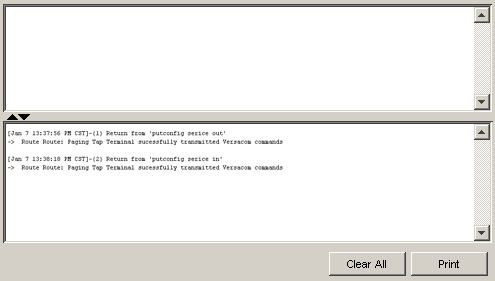 [Jan 7 13:37:56 PM CST]-(1) Return from 'putconfig serice out'
-> Route Route: Paging Tap Terminal sucessfully transmitted Versacom commands
[Jan 7 13:38:18 PM CST]-(2) Return from 'putconfig serice in'
-> Route Route: Paging Tap Terminal sucessfully transmitted Versacom commands
Clear All Print